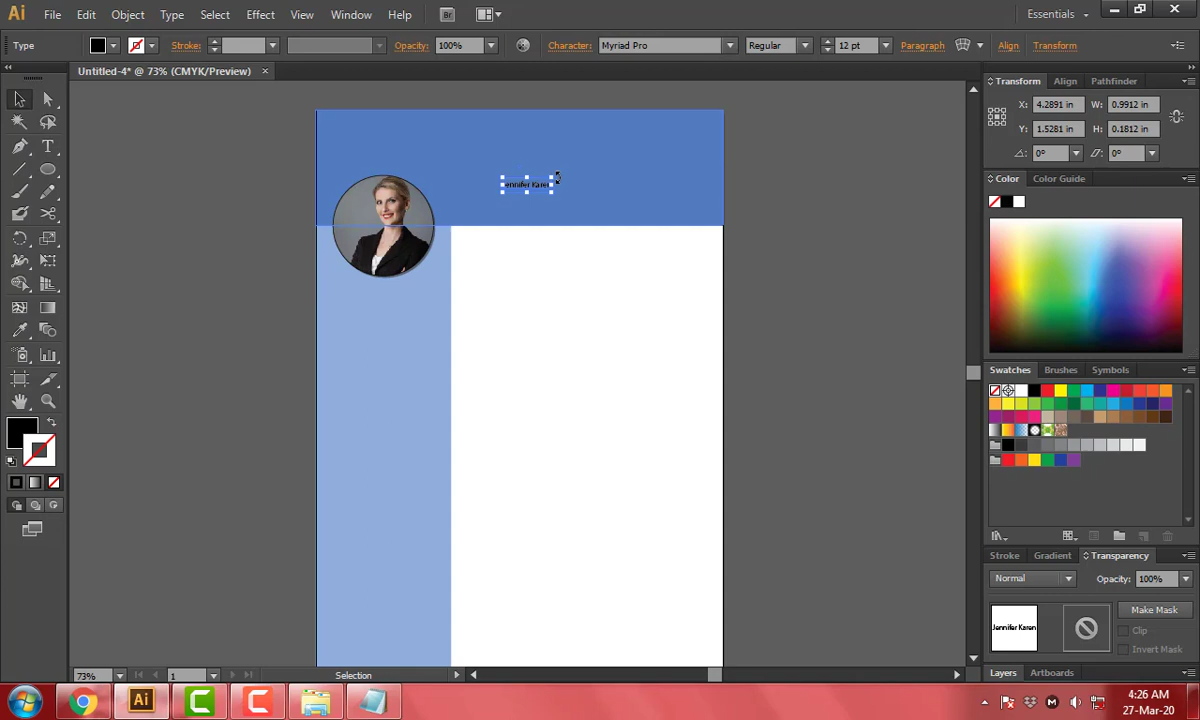 Ai File Edit Object Type Select Effect View Window Help Br Essentials
Type Stroke: Opacity: 100% Character: Myriad Pro Regular 12 pt Paragraph Align Transform
Untitled-4* @ 73% (CMYK/Preview) ×
Transform Align Pathfinder
X: 4.2891 in W: 0.9912 in
Y: 1.5281 in H: 0.1812 in
0° 0°
Jennifer Karen
Color Color Guide
Swatches Brushes Symbols
Stroke Gradient Transparency
Normal Opacity: 100%
Jennifer Karen
Make Mask
Clip
Invert Mask
73% 1 Selection
Layers Artboards
Ai
4:26 AM
27-Mar-20